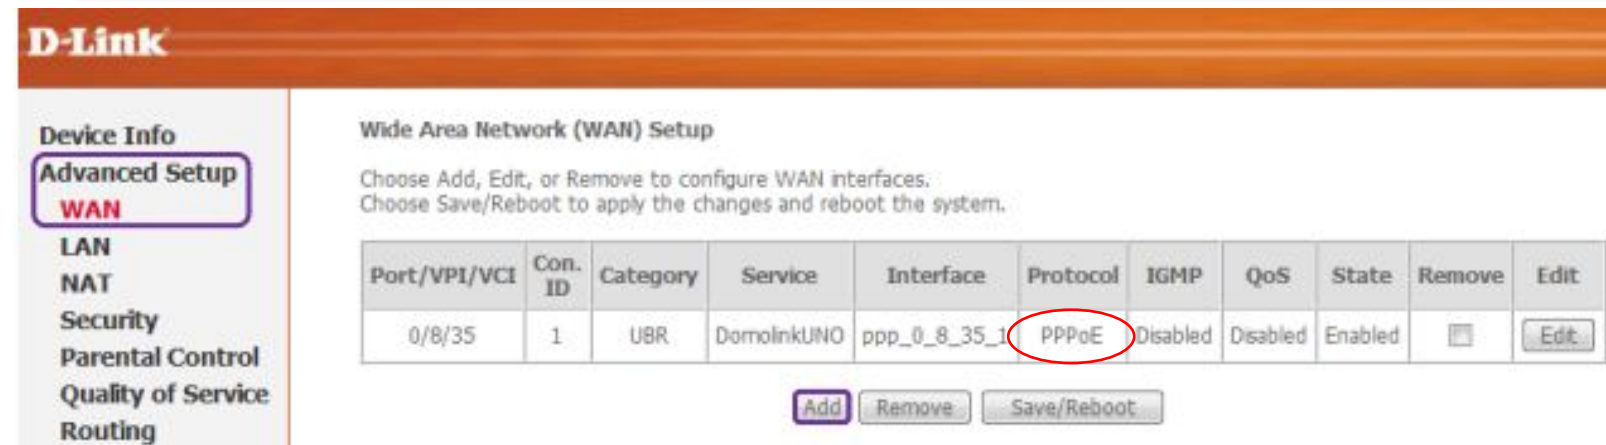 D-Link
Device Info
Advanced Setup
WAN
LAN
NAT
Security
Parental Control
Quality of Service
Routing
Wide Area Network (WAN) Setup
Choose Add, Edit, or Remove to configure WAN interfaces.
Choose Save/Reboot to apply the changes and reboot the system.
Port/VPI/VCI Con. ID Category Service Interface Protocol IGMP QoS State Remove Edit
0/8/35 1 UBR DomolinkUNO ppp_0_8_35_1 PPPoE Disabled Disabled Enabled Edit
Add Remove Save/Reboot